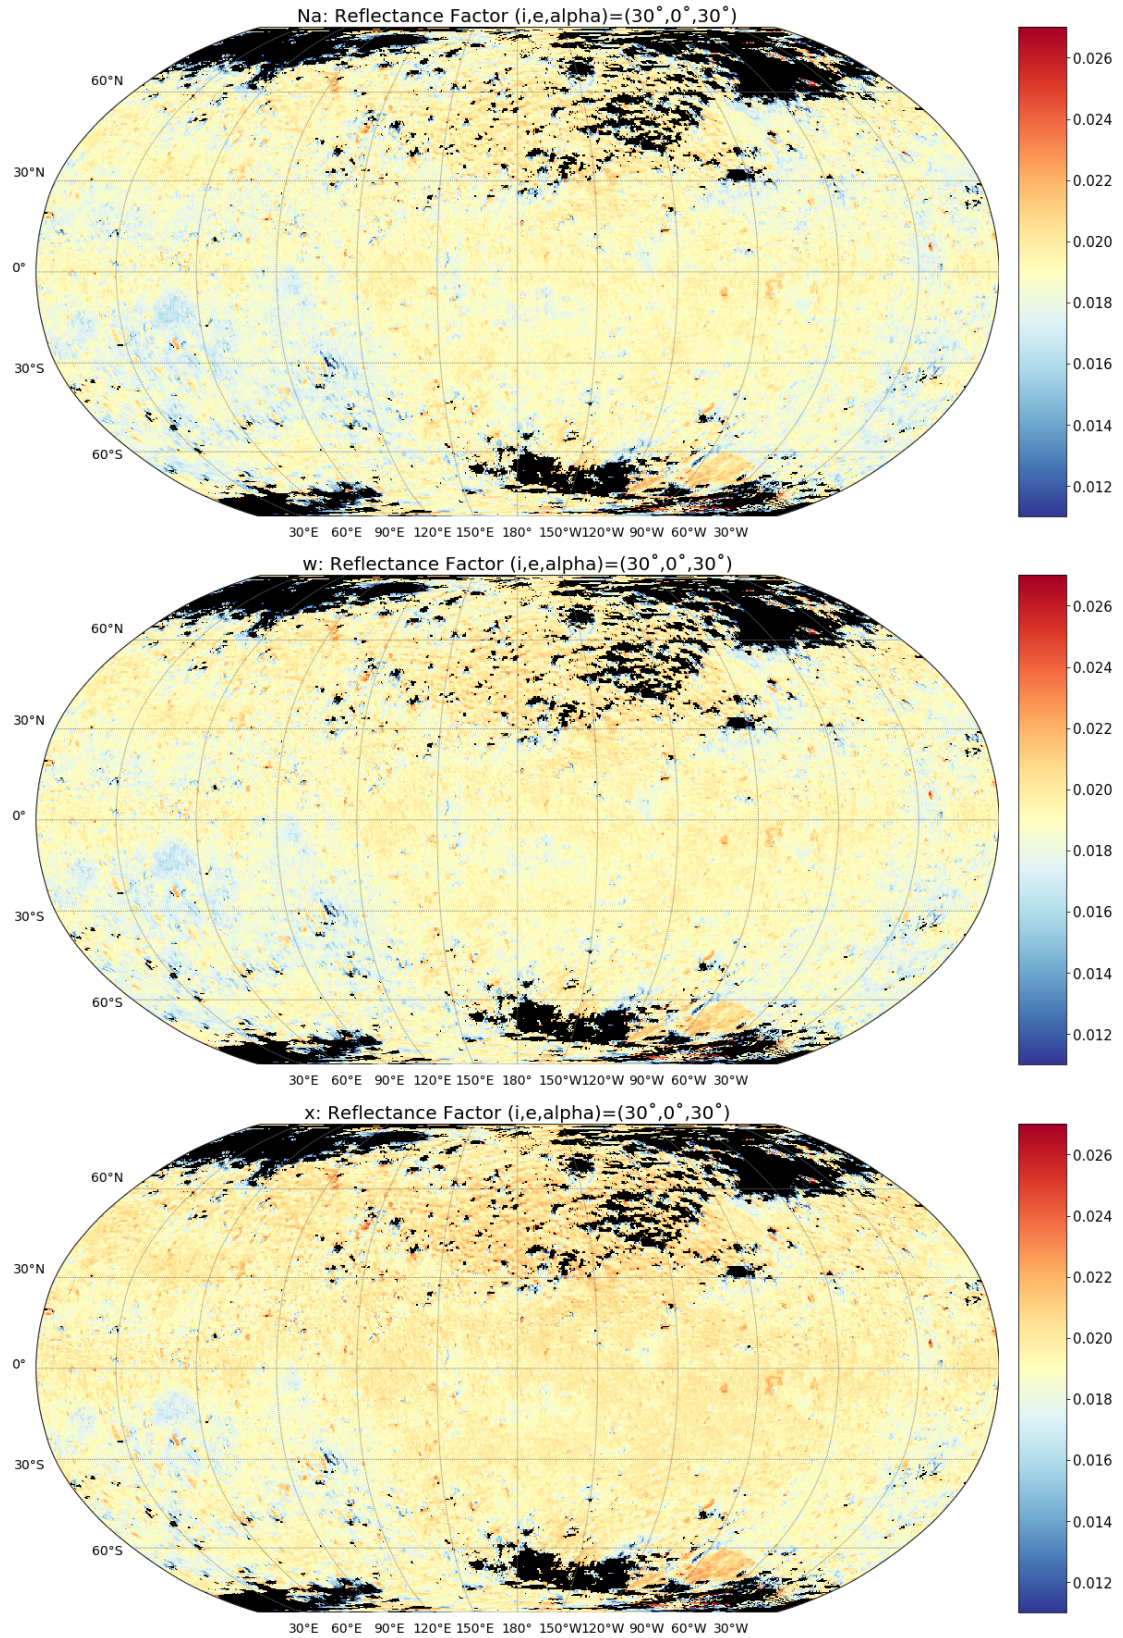 Na: Reflectance Factor (i,e,alpha)=(30˚,0˚,30˚)
60°N
30°N
0°
30°S
60°S
30°E 60°E 90°E 120°E 150°E 180° 150°W 120°W 90°W 60°W 30°W
0.026
0.024
0.022
0.020
0.018
0.016
0.014
0.012
w: Reflectance Factor (i,e,alpha)=(30˚,0˚,30˚)
60°N
30°N
0°
30°S
60°S
30°E 60°E 90°E 120°E 150°E 180° 150°W 120°W 90°W 60°W 30°W
0.026
0.024
0.022
0.020
0.018
0.016
0.014
0.012
x: Reflectance Factor (i,e,alpha)=(30˚,0˚,30˚)
60°N
30°N
0°
30°S
60°S
30°E 60°E 90°E 120°E 150°E 180° 150°W 120°W 90°W 60°W 30°W
0.026
0.024
0.022
0.020
0.018
0.016
0.014
0.012